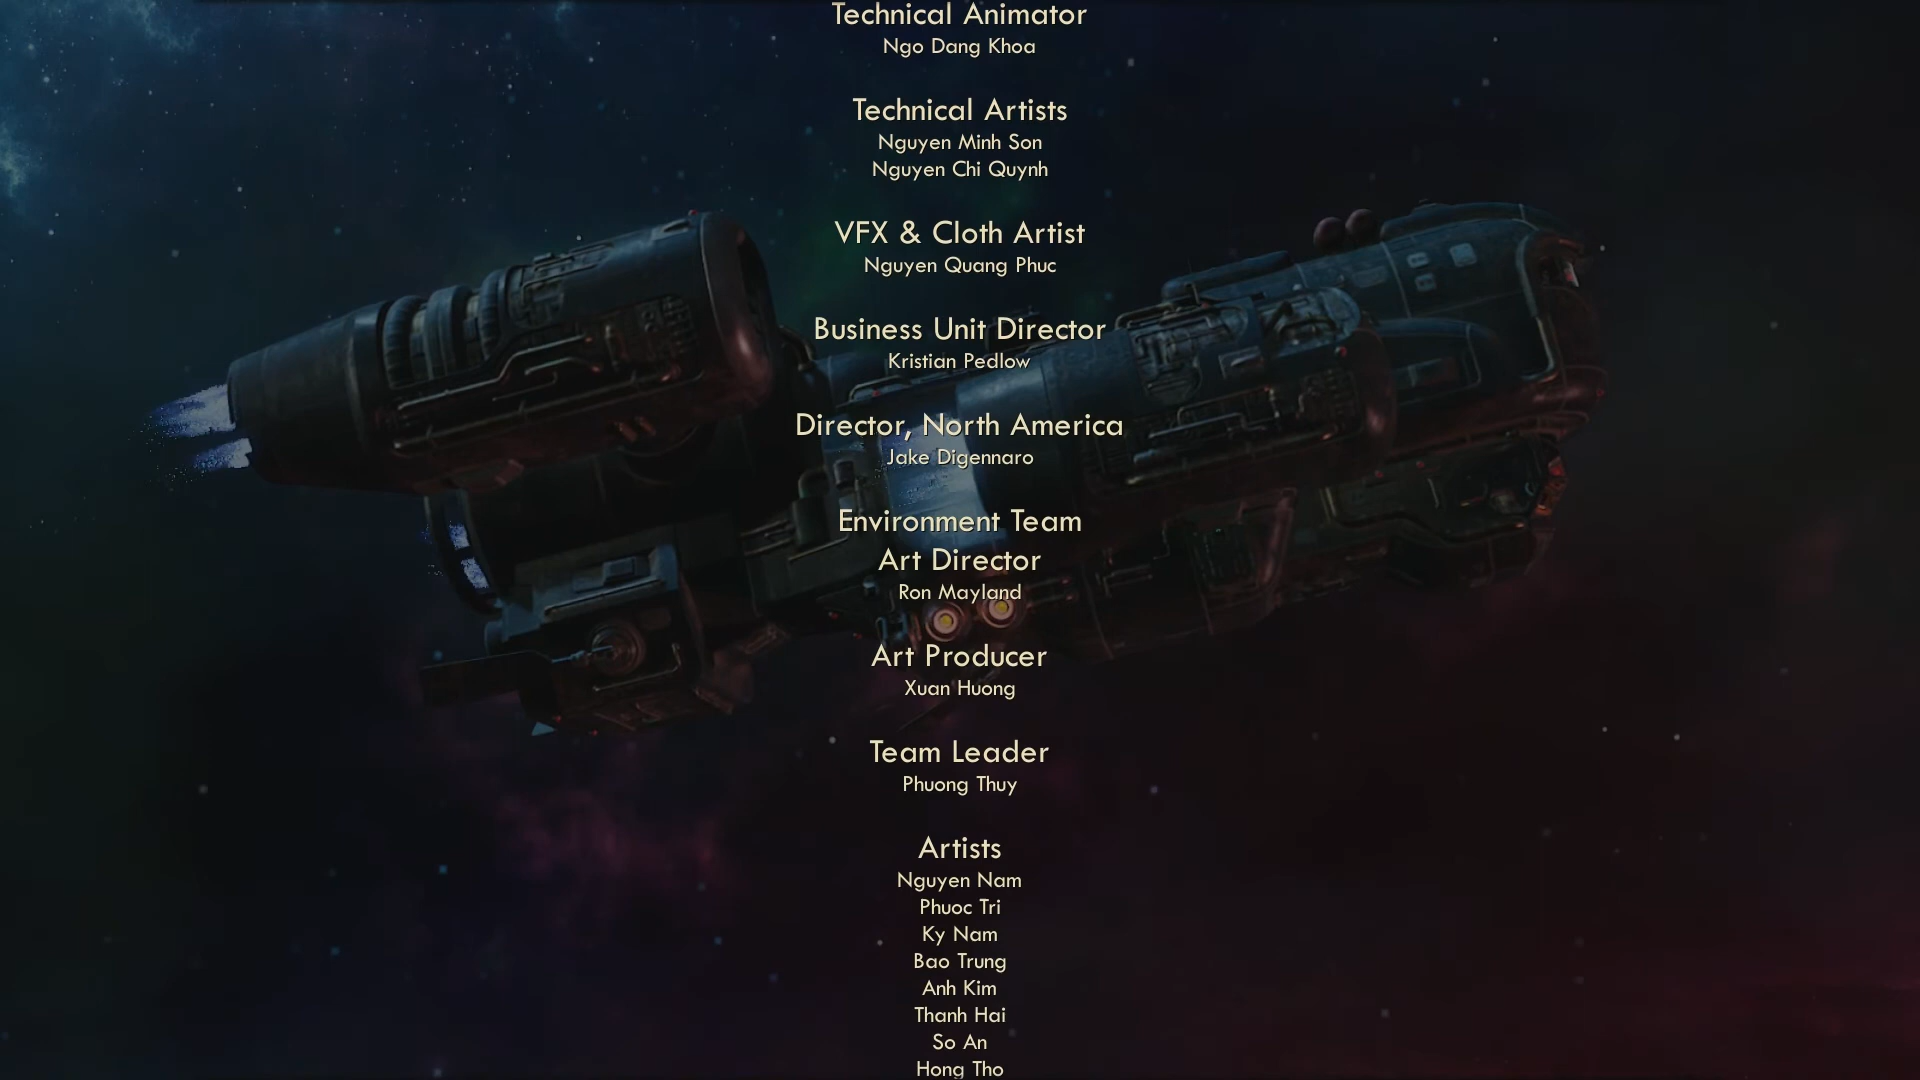 Technical Animator
Ngo Dang Khoa
Technical Artists
Nguyen Minh Son
Nguyen Chi Quynh
VFX & Cloth Artist
Nguyen Quang Phuc
Business Unit Director
Kristian Pedlow
Director, North America
Jake Digennaro
Environment Team
Art Director
Ron Mayland
Art Producer
Xuan Huong
Team Leader
Phuong Thuy
Artists
Nguyen Nam
Phuoc Tri
Ky Nam
Bao Trung
Anh Kim
Thanh Hai
So An
Hong Tho